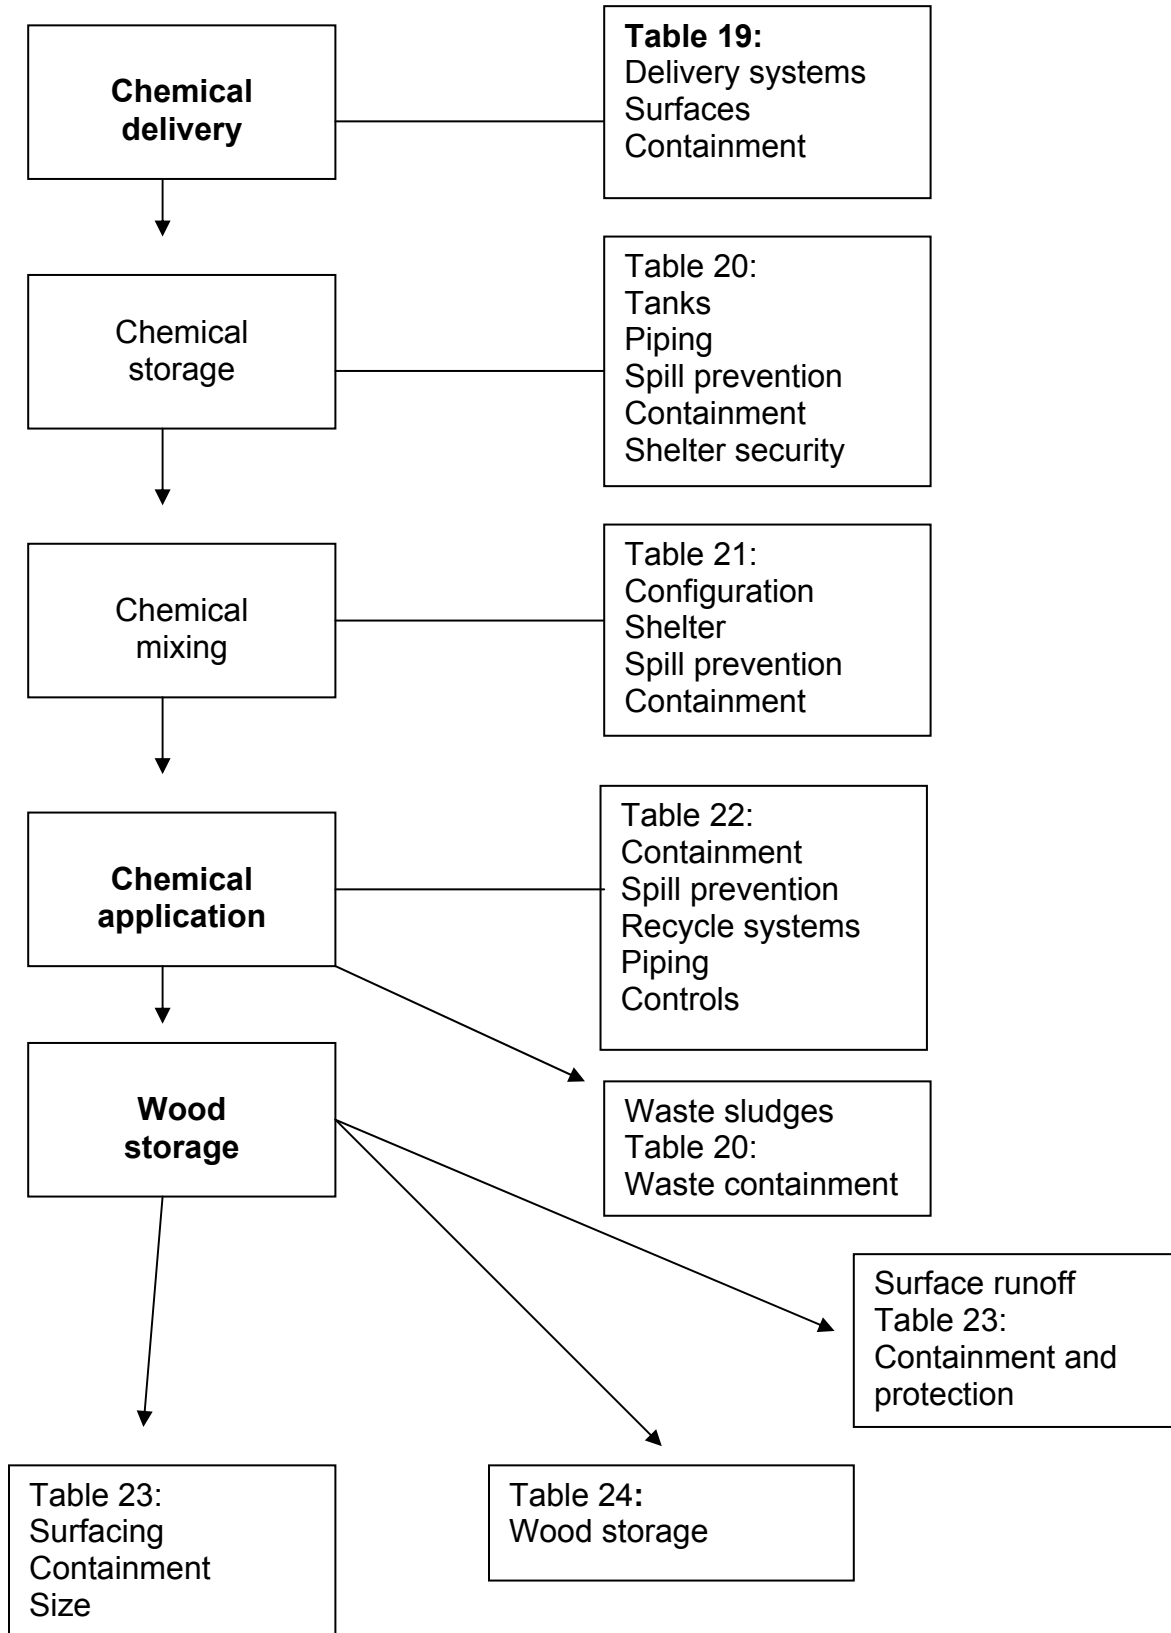 Chemical
delivery
Table 19:
Delivery systems
Surfaces
Containment
Chemical
storage
Table 20:
Tanks
Piping
Spill prevention
Containment
Shelter security
Chemical
mixing
Table 21:
Configuration
Shelter
Spill prevention
Containment
Chemical
application
Table 22:
Containment
Spill prevention
Recycle systems
Piping
Controls
Wood
storage
Waste sludges
Table 20:
Waste containment
Surface runoff
Table 23:
Containment and
protection
Table 23:
Surfacing
Containment
Size
Table 24:
Wood storage